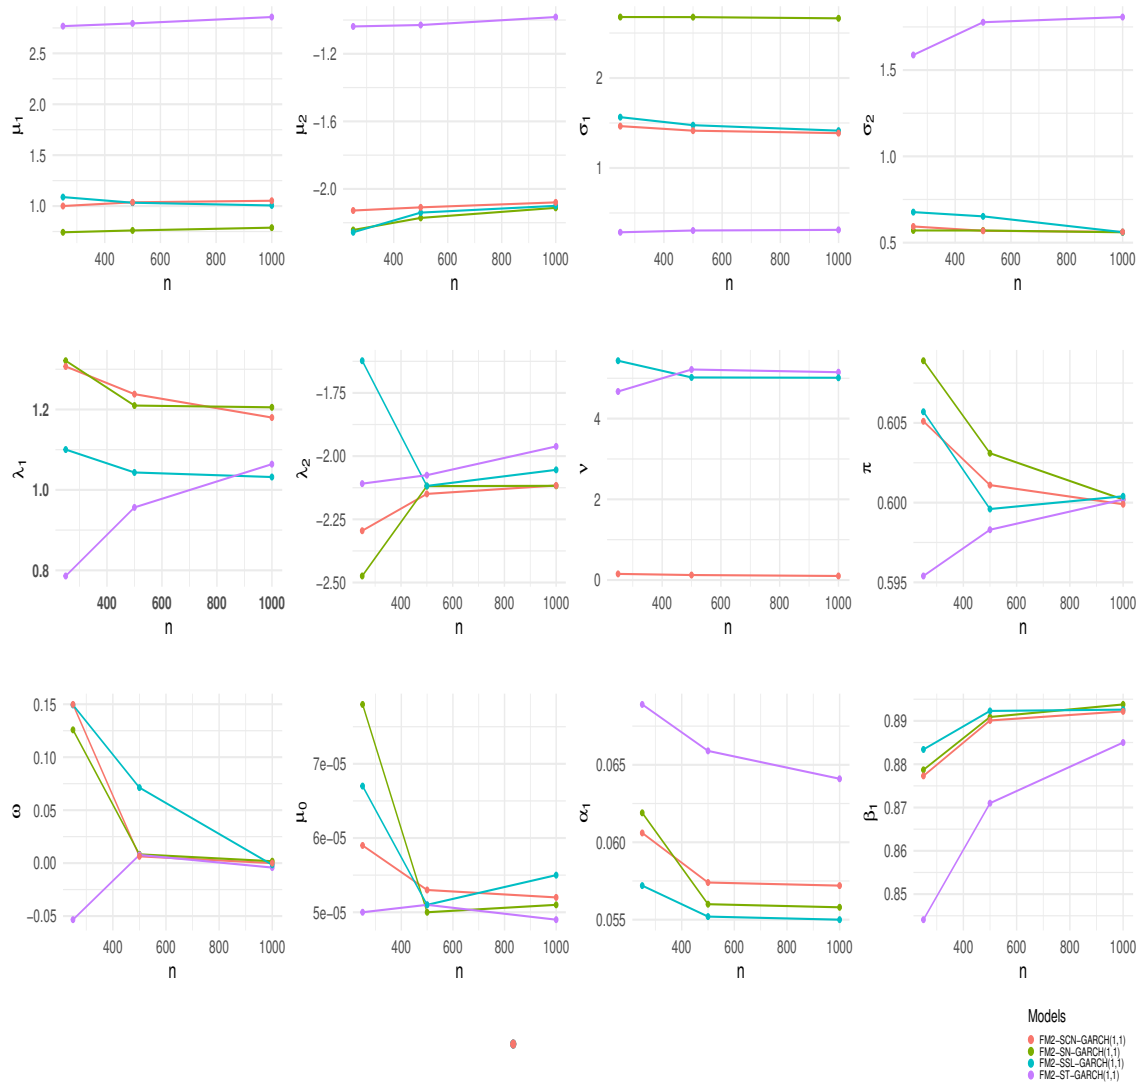 2.5
2.0
1.5
1.0
μ1
400 600 800 1000
n
−1.2
−1.6
−2.0
μ2
400 600 800 1000
n
2
1
σ1
400 600 800 1000
n
1.5
1.0
0.5
σ2
400 600 800 1000
n
1.2
1.0
0.8
λ1
400 600 800 1000
n
−1.75
−2.00
−2.25
−2.50
λ2
400 600 800 1000
n
4
2
0
ν
400 600 800 1000
n
0.605
0.600
0.595
π
400 600 800 1000
n
0.15
0.10
0.05
0.00
−0.05
ω
400 600 800 1000
n
7e−05
6e−05
5e−05
μ0
400 600 800 1000
n
0.065
0.060
0.055
α1
400 600 800 1000
n
0.89
0.88
0.87
0.86
0.85
β1
400 600 800 1000
n
Models
FM2−SCN−GARCH(1,1)
FM2−SN−GARCH(1,1)
FM2−SSL−GARCH(1,1)
FM2−ST−GARCH(1,1)